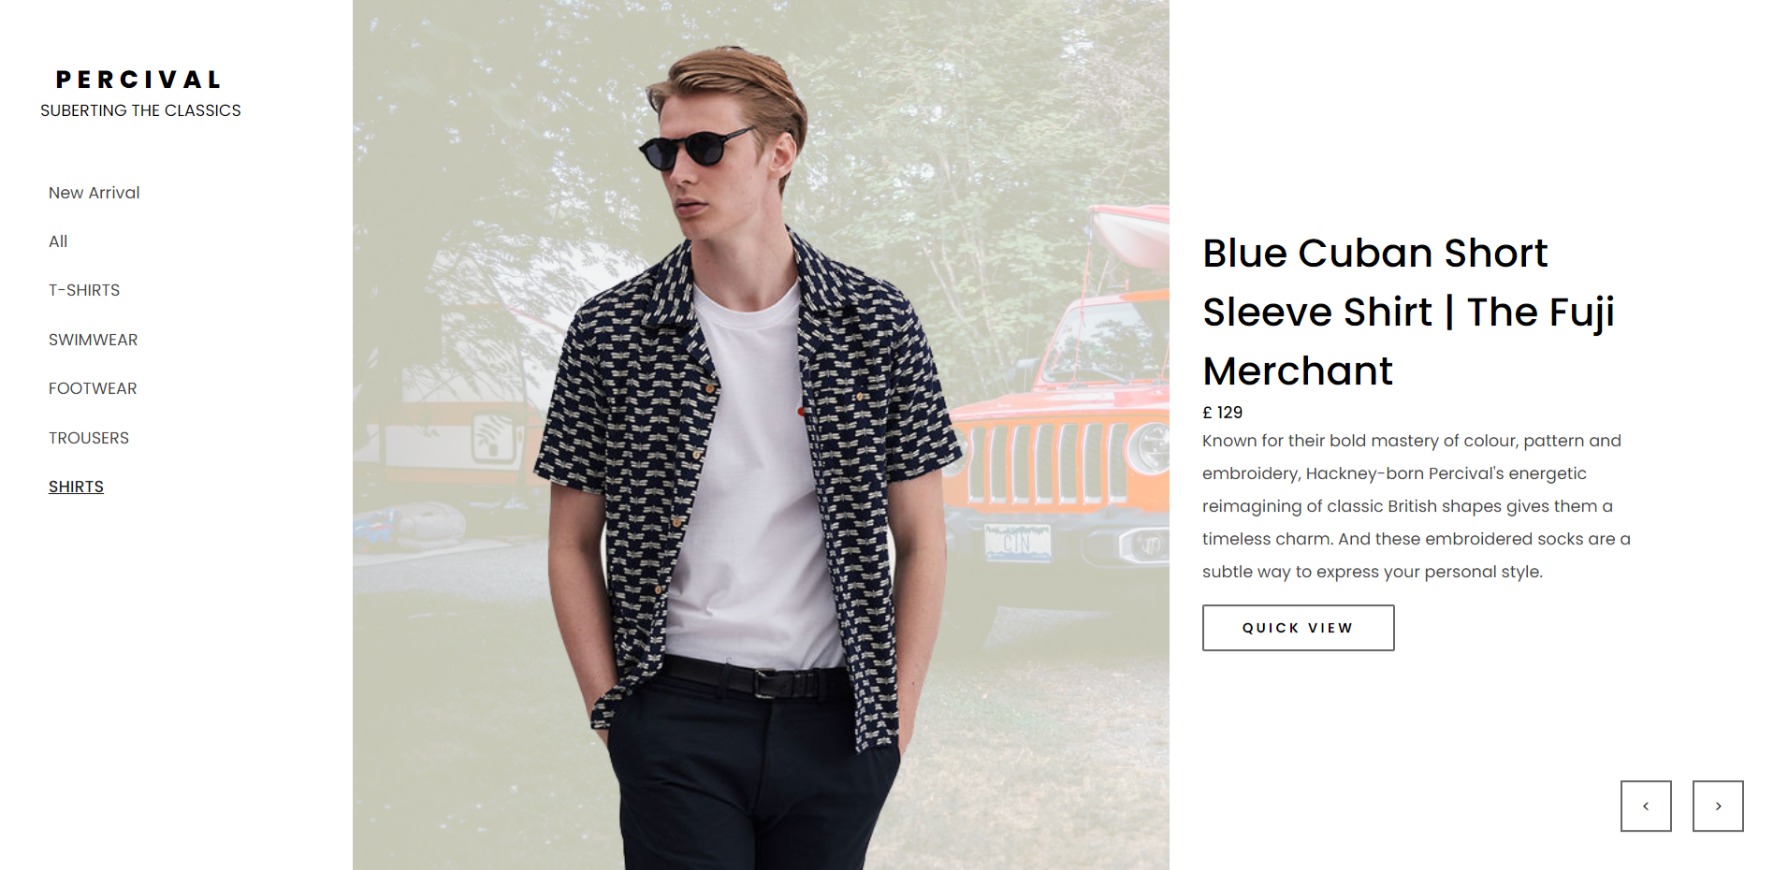 PERCIVAL
SUBERTING THE CLASSICS
New Arrival
All
T-SHIRTS
SWIMWEAR
FOOTWEAR
TROUSERS
SHIRTS
Blue Cuban Short
Sleeve Shirt | The Fuji
Merchant
£ 129
Known for their bold mastery of colour, pattern and
embroidery, Hackney-born Percival's energetic
reimagining of classic British shapes gives them a
timeless charm. And these embroidered socks are a
subtle way to express your personal style.
QUICK VIEW
< >